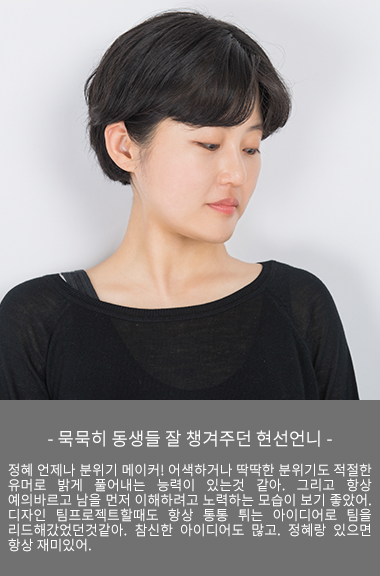 - 묵묵히 동생들 잘 챙겨주던 현선언니 -
정혜 언제나 분위기 메이커! 어색하거나 딱딱한 분위기도 적절한
유머로 밝게 풀어내는 능력이 있는것 같아. 그리고 항상
예의바르고 남을 먼저 이해하려고 노력하는 모습이 보기 좋았어.
디자인 팀프로젝트할때도 항상 통통 튀는 아이디어로 팀을
리드해갔었던것같아. 참신한 아이디어도 많고. 정혜랑 있으면
항상 재미있어.